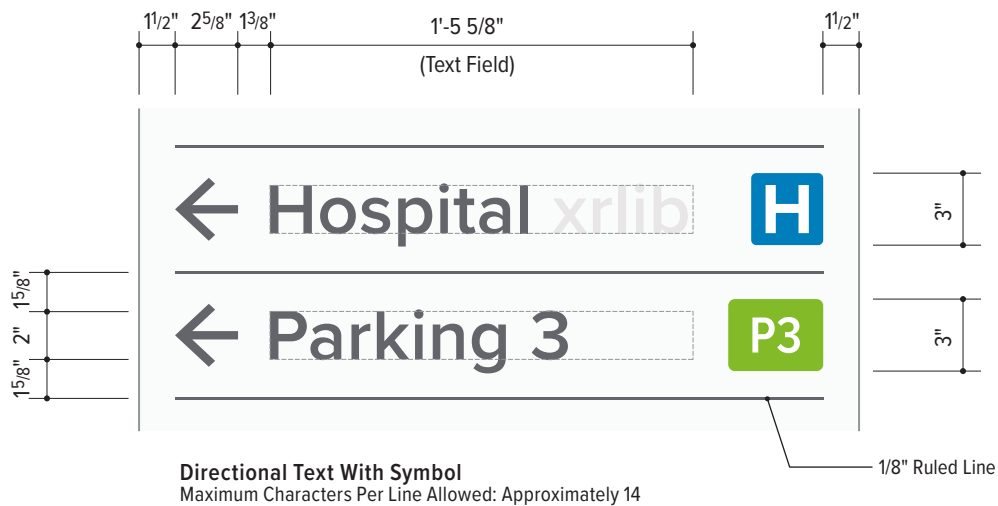 1 1/2" 2 5/8" 1 3/8" 1'-5 5/8" 1 1/2"
(Text Field)
Hospital xrlib H
3"
1 5/8"
2"
1 5/8"
Parking 3 P3
3"
1/8" Ruled Line
Directional Text With Symbol
Maximum Characters Per Line Allowed: Approximately 14